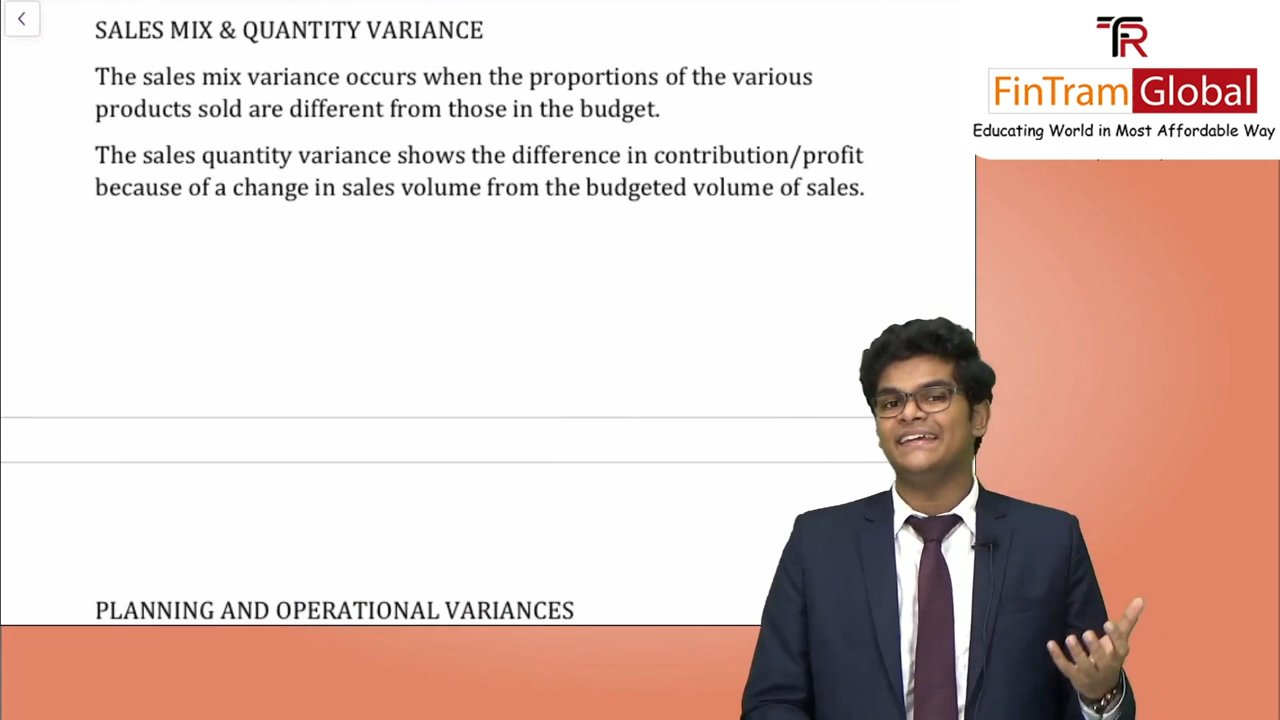 SALES MIX & QUANTITY VARIANCE
The sales mix variance occurs when the proportions of the various
products sold are different from those in the budget.
The sales quantity variance shows the difference in contribution/profit
because of a change in sales volume from the budgeted volume of sales.
PLANNING AND OPERATIONAL VARIANCES
TR
FinTram Global
Educating World in Most Affordable Way